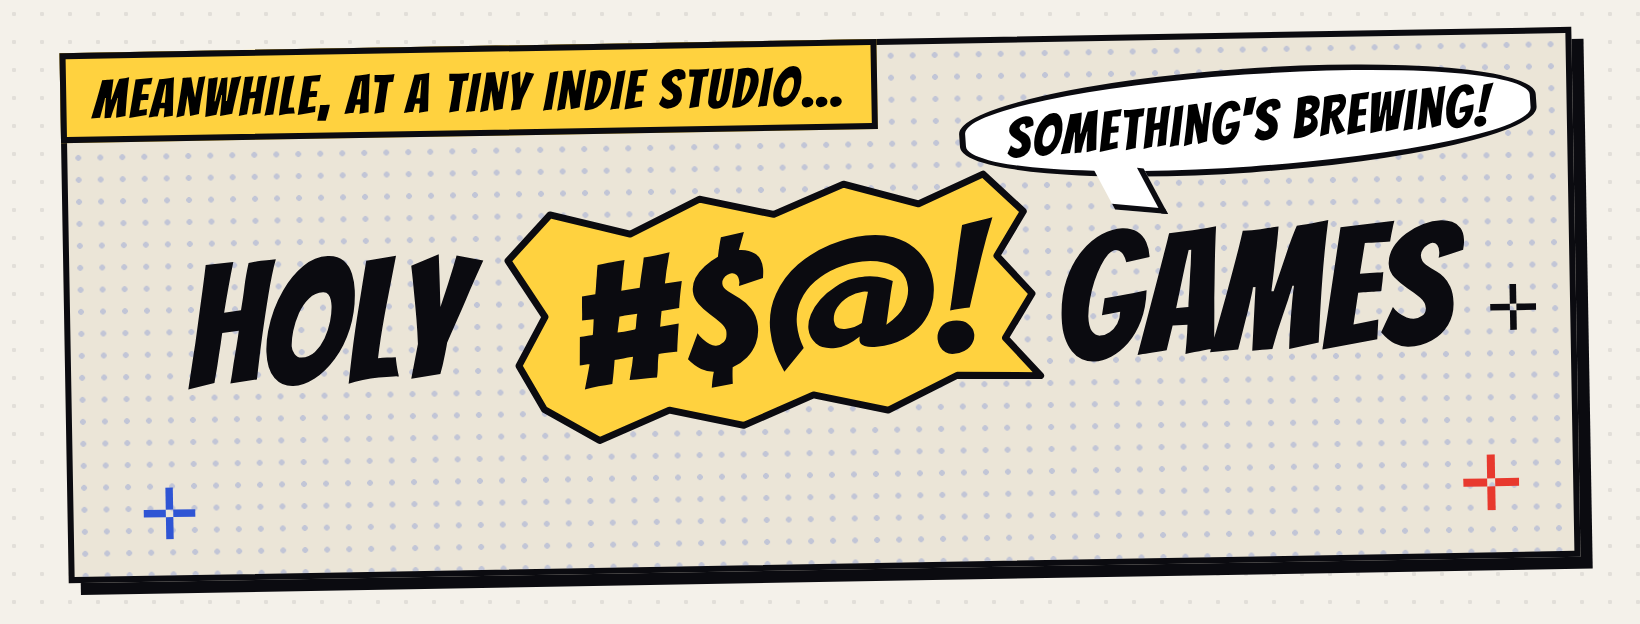 MEANWHILE, AT A TINY INDIE STUDIO...
SOMETHING'S BREWING!
HOLY #$@! GAMES